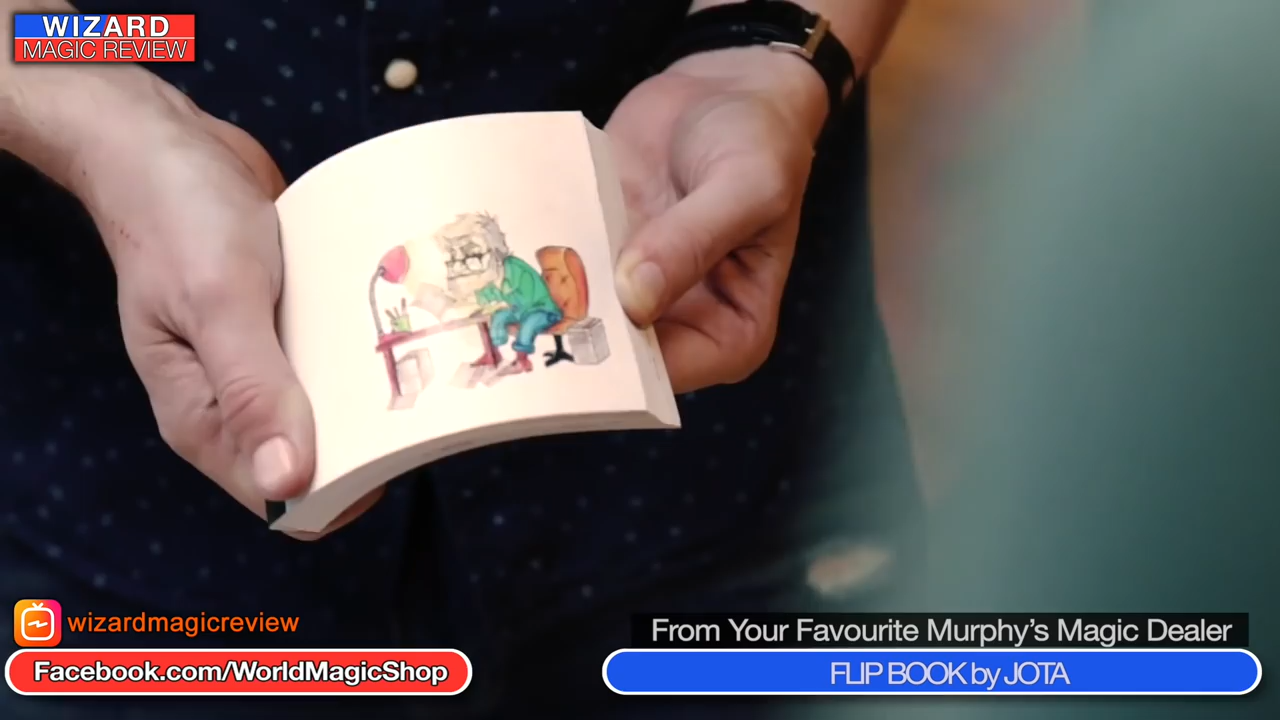 WIZARD
MAGIC REVIEW
wizardmagicreview
From Your Favourite Murphy's Magic Dealer
Facebook.com/WorldMagicShop
FLIP BOOK by JOTA